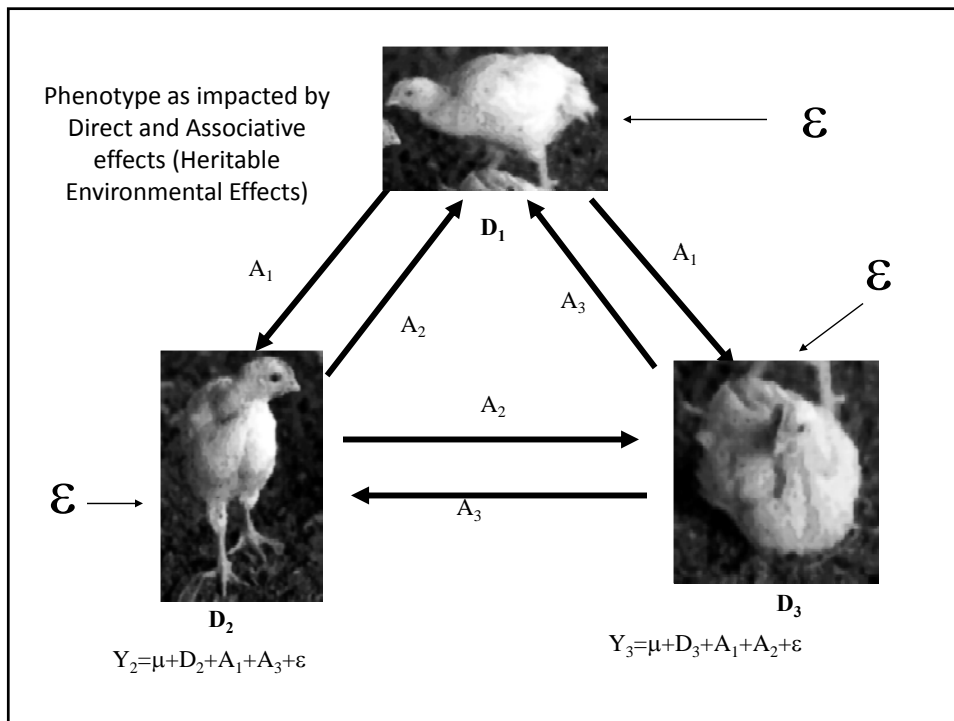 Phenotype as impacted by
Direct and Associative
effects (Heritable
Environmental Effects)
ε
D₁
A₁
A₁
ε
A₃
A₂
A₂
ε
A₃
D₂
D₃
Y₂=μ+D₂+A₁+A₃+ε
Y₃=μ+D₃+A₁+A₂+ε